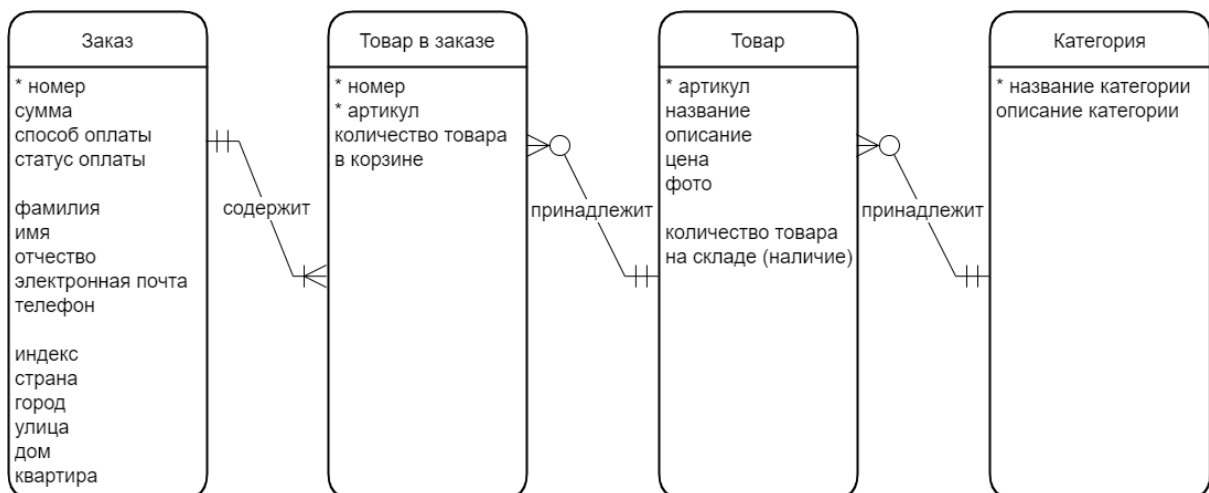 Заказ
* номер
сумма
способ оплаты
статус оплаты
фамилия
имя
отчество
электронная почта
телефон
индекс
страна
город
улица
дом
квартира
содержит
Товар в заказе
* номер
* артикул
количество товара
в корзине
принадлежит
Товар
* артикул
название
описание
цена
фото
количество товара
на складе (наличие)
принадлежит
Категория
* название категории
описание категории